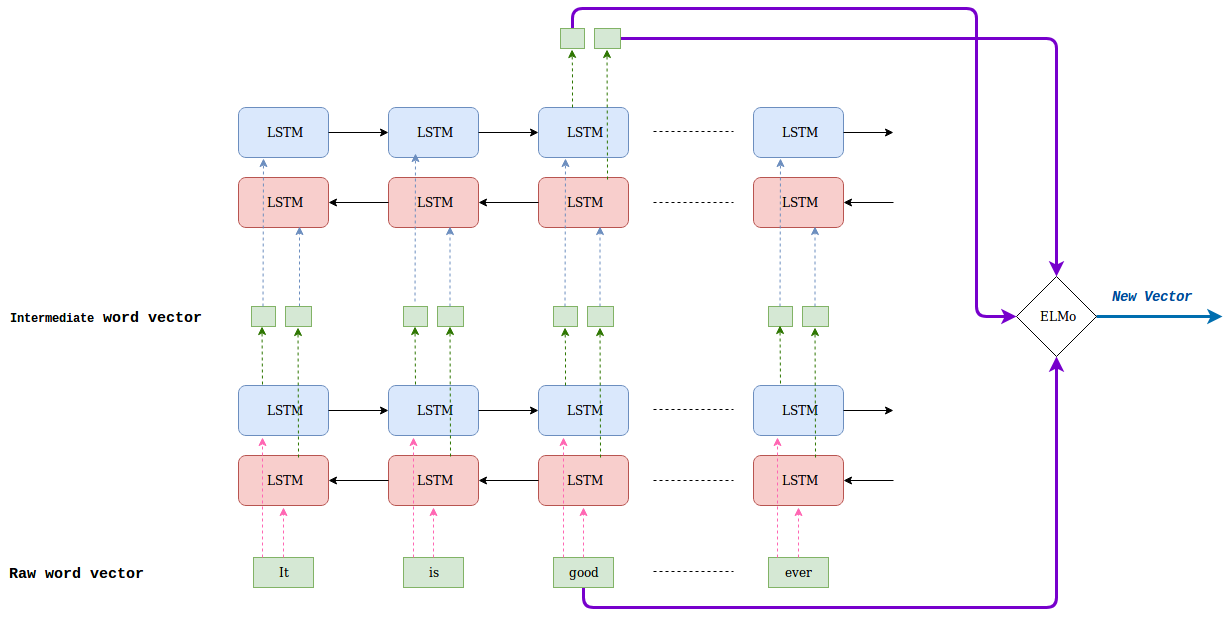 LSTM LSTM LSTM LSTM
LSTM LSTM LSTM LSTM
New Vector
Intermediate word vector
ELMo
LSTM LSTM LSTM LSTM
LSTM LSTM LSTM LSTM
Raw word vector
It is good ever